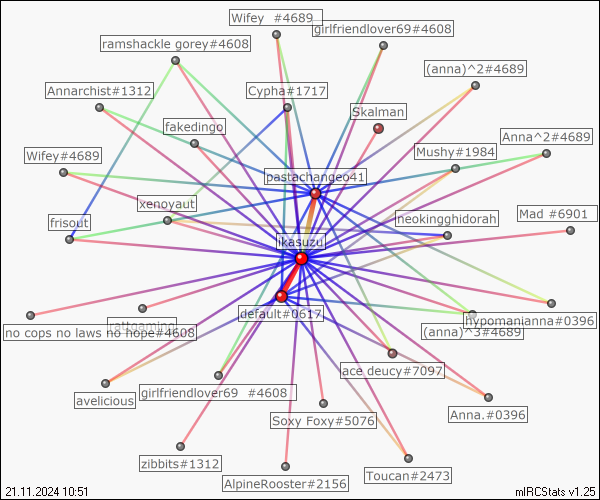 Wifey #4689
girlfriendlover69#4608
ramshackle gorey#4608
(anna)^2#4689
Annarchist#1312
Cypha#1717
Skalman
fakedingo
Anna^2#4689
Mushy#1984
Wifey#4689
pastachangeo41
xenoyaut
frisout
neokingghidorah
Mad #6901
ikasuzu
default#0617
hypomanianna#0396
no cops no laws no hope#4608
(anna)^3#4689
ace deucy#7097
avelicious
girlfriendlover69 #4608
Anna.#0396
Soxy Foxy#5076
zibbits#1312
Toucan#2473
AlpineRooster#2156
21.11.2024 10:51
mIRCStats v1.25